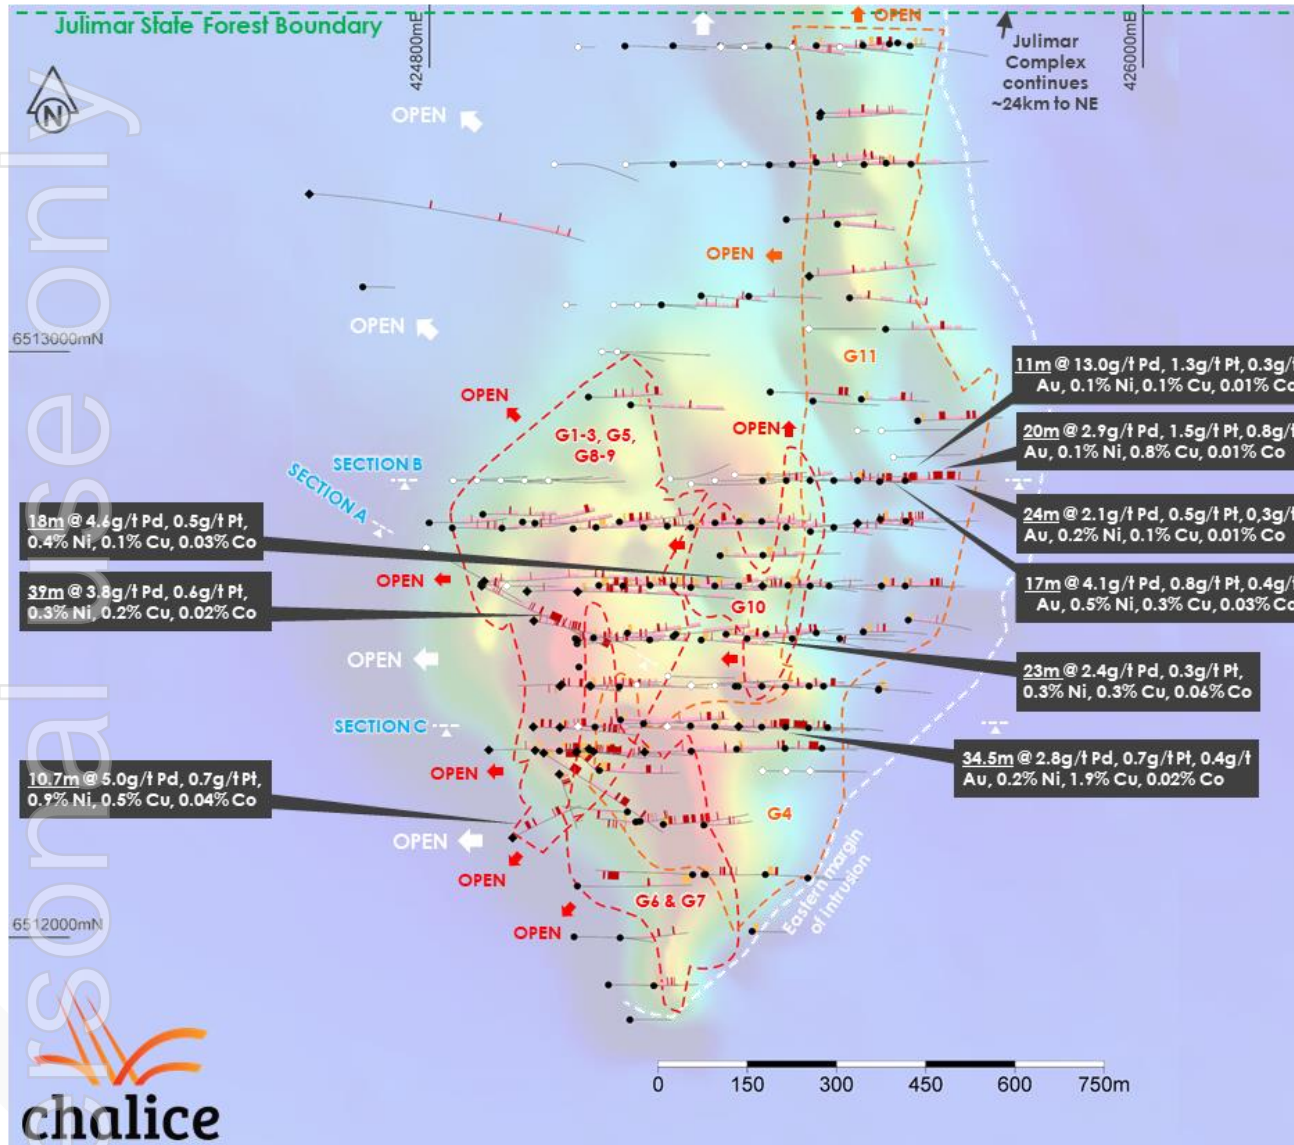 Julimar State Forest Boundary
OPEN
424800mE
426000mE
Julimar
Complex
continues
~24km to NE
N
OPEN
OPEN
OPEN
6513000mN
G11
11m @ 13.0g/t Pd, 1.3g/t Pt, 0.3g/t
Au, 0.1% Ni, 0.1% Cu, 0.01% Co
OPEN
OPEN
G1-3, G5,
G8-9
20m @ 2.9g/t Pd, 1.5g/t Pt, 0.8g/t
Au, 0.1% Ni, 0.8% Cu, 0.01% Co
SECTION B
SECTION A
18m @ 4.6g/t Pd, 0.5g/t Pt,
0.4% Ni, 0.1% Cu, 0.03% Co
24m @ 2.1g/t Pd, 0.5g/t Pt, 0.3g/t
Au, 0.2% Ni, 0.1% Cu, 0.01% Co
39m @ 3.8g/t Pd, 0.6g/t Pt,
0.3% Ni, 0.2% Cu, 0.02% Co
OPEN
17m @ 4.1g/t Pd, 0.8g/t Pt, 0.4g/t
Au, 0.5% Ni, 0.3% Cu, 0.03% Co
G10
OPEN
23m @ 2.4g/t Pd, 0.3g/t Pt,
0.3% Ni, 0.3% Cu, 0.06% Co
SECTION C
34.5m @ 2.8g/t Pd, 0.7g/t Pt, 0.4g/t
Au, 0.2% Ni, 1.9% Cu, 0.02% Co
10.7m @ 5.0g/t Pd, 0.7g/t Pt,
0.9% Ni, 0.5% Cu, 0.04% Co
OPEN
G4
OPEN
OPEN
G6 & G7
OPEN
Eastern margin
of intrusion
6512000mN
0 150 300 450 600 750m
chalice
ersonal use only